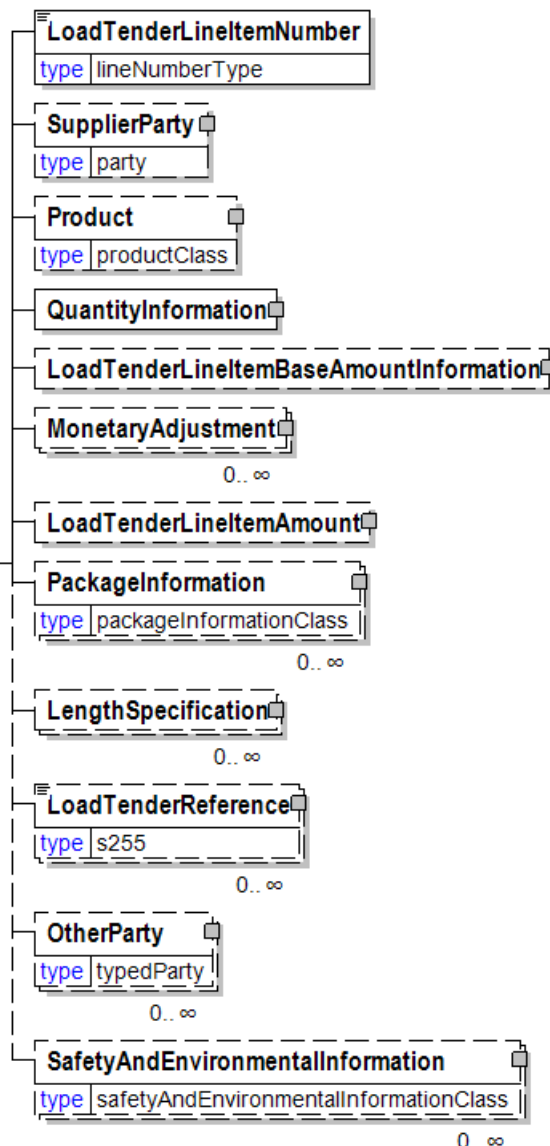 LoadTenderLineItemNumber
type lineNumberType
SupplierParty
type party
Product
type productClass
QuantityInformation
LoadTenderLineItemBaseAmountInformation
MonetaryAdjustment
0.. ∞
LoadTenderLineItemAmount
PackageInformation
type packageInformationClass
0.. ∞
LengthSpecification
0.. ∞
LoadTenderReference
type s255
0.. ∞
OtherParty
type typedParty
0.. ∞
SafetyAndEnvironmentalInformation
type safetyAndEnvironmentalInformationClass
0.. ∞